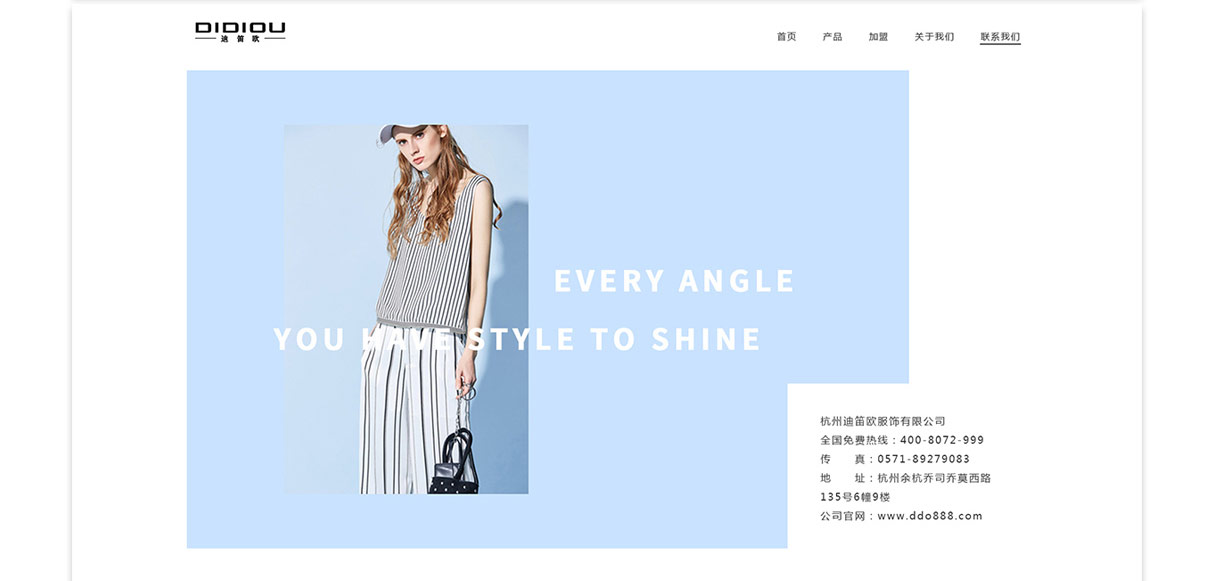 DIDIOU
迪笛欧
首页 产品 加盟 关于我们 联系我们
EVERY ANGLE
YOU HAVE STYLE TO SHINE
杭州迪笛欧服饰有限公司
全国免费热线：400-8072-999
传 真：0571-89279083
地 址：杭州余杭乔司乔莫西路
135号6幢9楼
公司官网：www.ddo888.com